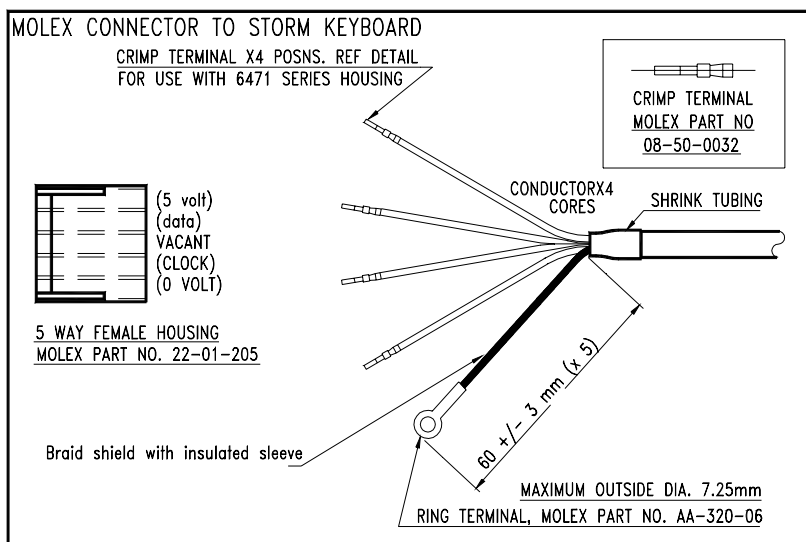 MOLEX CONNECTOR TO STORM KEYBOARD
CRIMP TERMINAL X4 POSNS. REF DETAIL
FOR USE WITH 6471 SERIES HOUSING
CRIMP TERMINAL
MOLEX PART NO
08-50-0032
(5 volt)
(data)
VACANT
(CLOCK)
(0 VOLT)
CONDUCTORX4
CORES
SHRINK TUBING
5 WAY FEMALE HOUSING
MOLEX PART NO. 22-01-205
60 +/- 3 mm (x 5)
Braid shield with insulated sleeve
MAXIMUM OUTSIDE DIA. 7.25mm
RING TERMINAL, MOLEX PART NO. AA-320-06